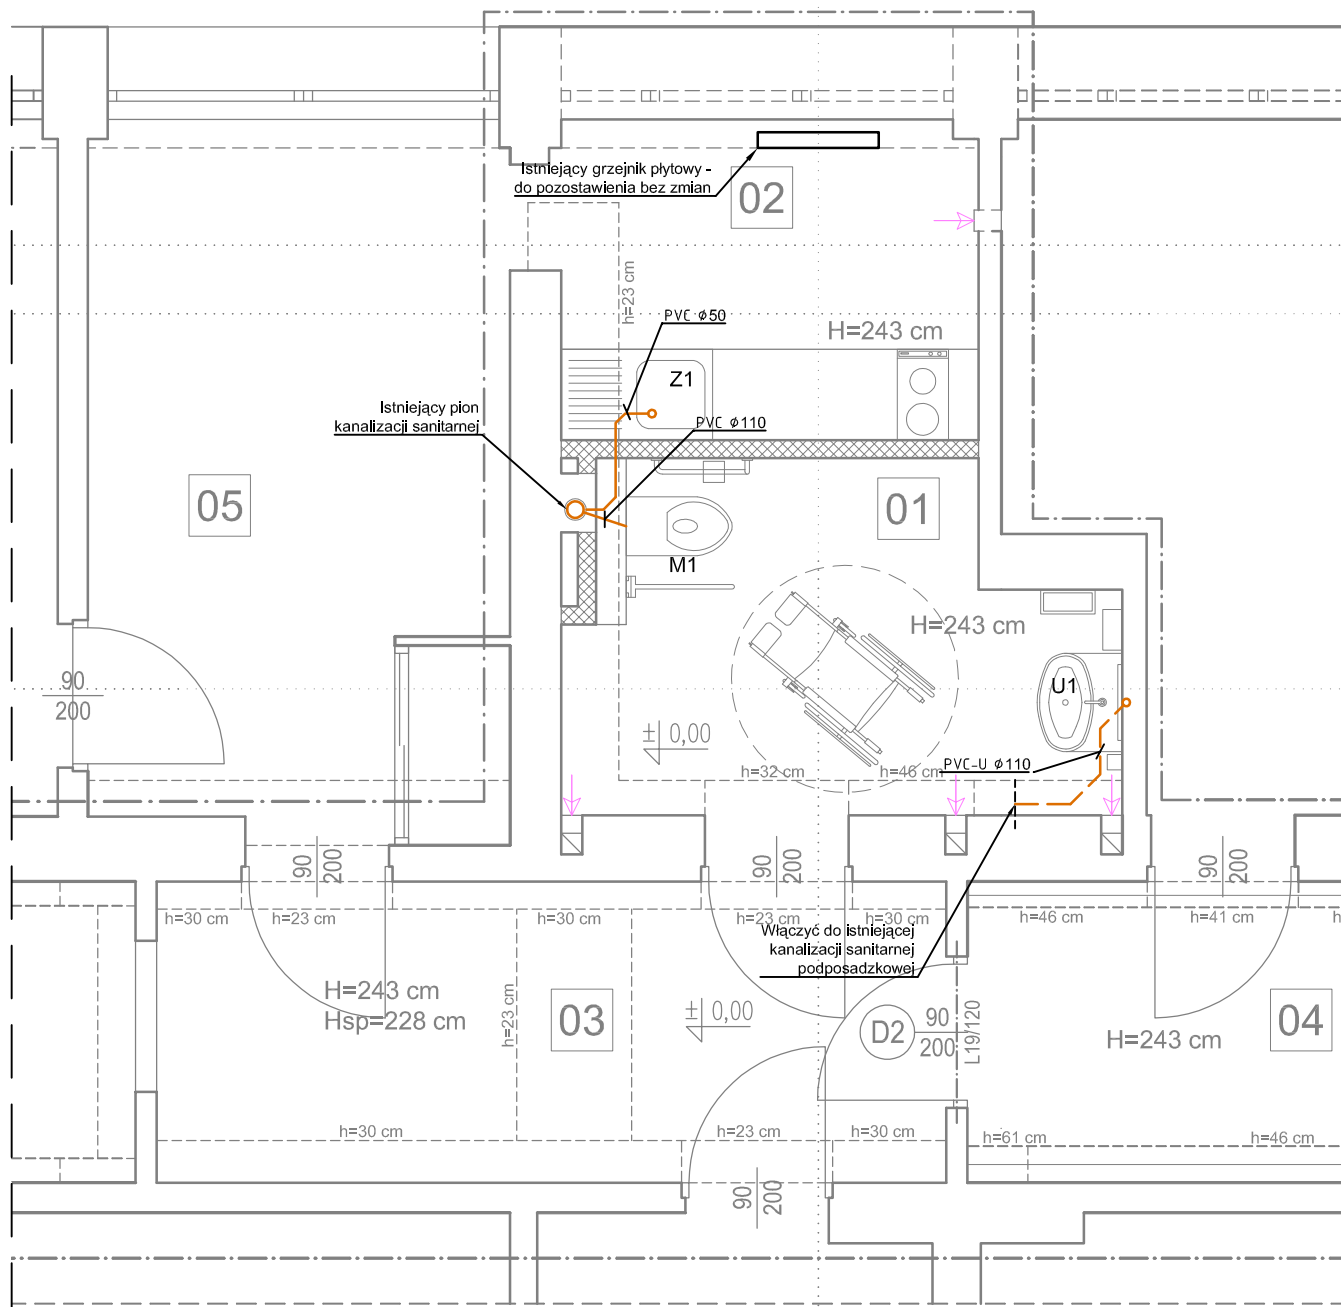 Istniejący grzejnik płytowy -
do pozostawienia bez zmian
02
h=23 cm
PVC ϕ50
H=243 cm
Z1
Istniejący pion
kanalizacji sanitarnej
PVC ϕ110
05
01
M1
H=243 cm
90
200
U1
± 0,00
h=32 cm
h=46 cm
PVC-U ϕ110
90
200
90
200
90
200
h=30 cm
h=23 cm
h=30 cm
h=23 cm
h=30 cm
h=46 cm
h=41 cm
h
Włączyć do istniejącej
kanalizacji sanitarnej
podposadzkowej
H=243 cm
Hsp=228 cm
h=23 cm
03
± 0,00
D2
90
200
L19/120
H=243 cm
04
h=30 cm
h=23 cm
h=30 cm
h=61 cm
h=46 cm
90
200